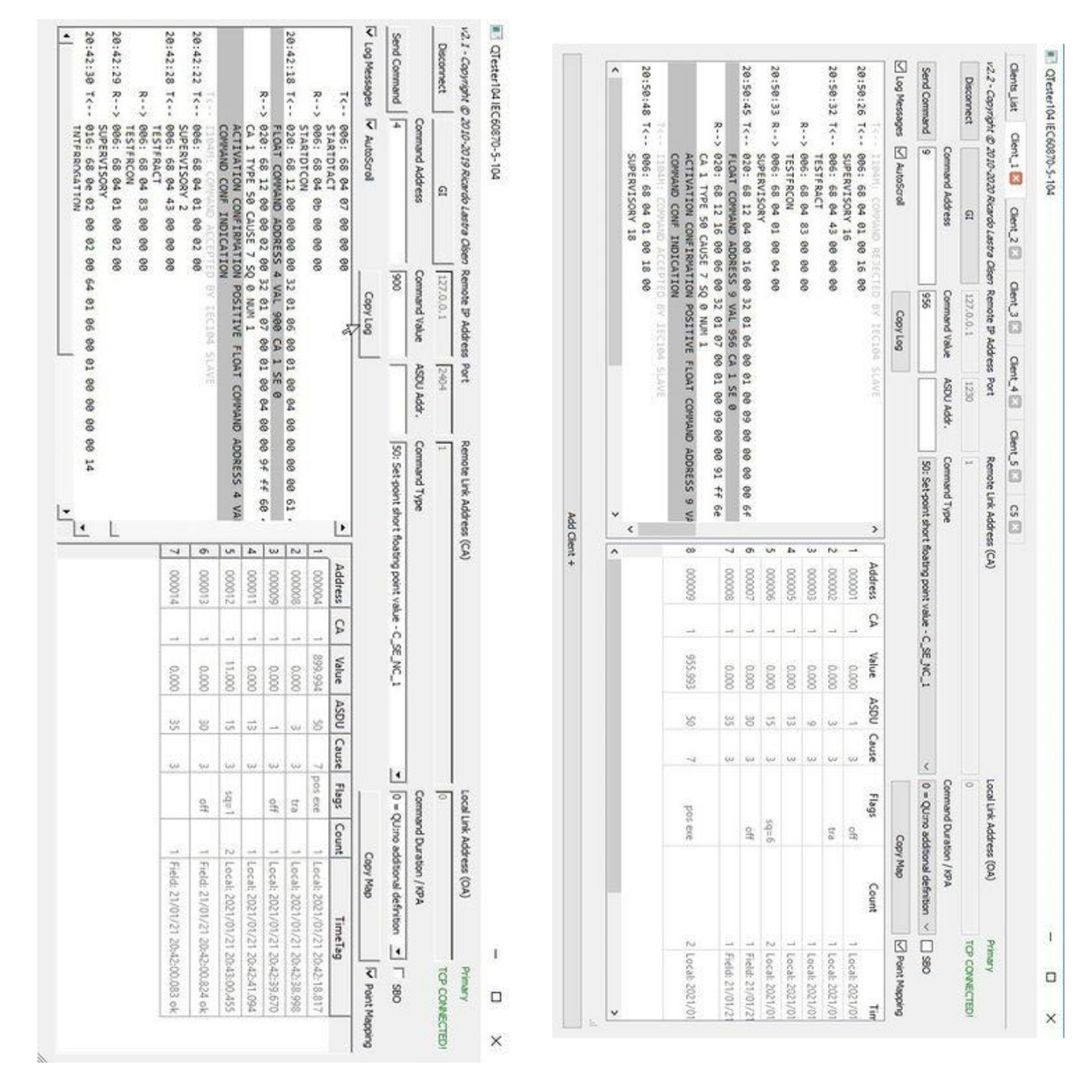 QTester104 IEC60870-5-104
Clients_List Client_1 Client_2 Client_3 Client_4 Client_5 C5
v2.2 - Copyright © 2010-2020 Ricardo Lastra Olsen Remote IP Address Port Remote Link Address (CA) Local Link Address (OA) Primary
Disconnect GI 127.0.0.1 1230 1 0 TCP CONNECTED!
Command Address Command Value ASDU Addr. Command Type Command Duration / KPA
Send Command 9 956 50: Set-point short floating point value - C_SE_NC_1 0 = QU:no additional definition SBO
Log Messages AutoScroll Copy Log Copy Map Point Mapping
T<-- I104M: COMMAND REJECTED BY IEC104 SLAVE
20:50:26 T<-- 006: 68 04 01 00 16 00
SUPERVISORY 16
20:50:32 T<-- 006: 68 04 43 00 00 00
TESTFRACT
R--> 006: 68 04 83 00 00 00
TESTFRCON
20:50:33 R--> 006: 68 04 01 00 04 00
SUPERVISORY
20:50:45 T<-- 020: 68 12 04 00 16 00 32 01 06 00 01 00 09 00 00 00 00 6f
FLOAT COMMAND ADDRESS 9 VAL 956 CA 1 SE 0
R--> 020: 68 12 16 00 06 00 32 01 07 00 01 00 09 00 00 91 ff 6e
CA 1 TYPE 50 CAUSE 7 SQ 0 NUM 1
ACTIVATION CONFIRMATION POSITIVE FLOAT COMMAND ADDRESS 9 VA
COMMAND CONF INDICATION
T<-- I104M: COMMAND ACCEPTED BY IEC104 SLAVE
20:50:48 T<-- 006: 68 04 01 00 18 00
SUPERVISORY 18
Address CA Value ASDU Cause Flags Count Tim
1 000001 1 0.000 1 3 off 1 Local: 2021/01
2 000002 1 0.000 3 3 tra 1 Local: 2021/01
3 000003 1 0.000 9 3 1 Local: 2021/01
4 000005 1 0.000 13 3 1 Local: 2021/01
5 000006 1 0.000 15 3 sq=6 2 Local: 2021/01
6 000007 1 0.000 30 3 off 1 Field: 21/01/21
7 000008 1 0.000 35 3 1 Field: 21/01/21
8 000009 1 955.993 50 7 pos exe 2 Local: 2021/01
Add Client +
QTester104 IEC60870-5-104
v2.1 - Copyright © 2010-2019 Ricardo Lastra Olsen Remote IP Address Port Remote Link Address (CA) Local Link Address (OA) Primary
Disconnect GI 127.0.0.1 2404 1 0 TCP CONNECTED!
Command Address Command Value ASDU Addr. Command Type Command Duration / KPA
Send Command 4 900 50: Set-point short floating point value - C_SE_NC_1 0 = QU:no additional definition SBO
Log Messages AutoScroll Copy Log Copy Map Point Mapping
T<-- 006: 68 04 07 00 00 00
STARTDTACT
R--> 006: 68 04 0b 00 00 00
STARTDTCON
20:42:18 T<-- 020: 68 12 00 00 00 00 32 01 06 00 01 00 04 00 00 00 00 61
FLOAT COMMAND ADDRESS 4 VAL 900 CA 1 SE 0
R--> 020: 68 12 00 00 02 00 32 01 07 00 01 00 04 00 00 9f ff 60
CA 1 TYPE 50 CAUSE 7 SQ 0 NUM 1
ACTIVATION CONFIRMATION POSITIVE FLOAT COMMAND ADDRESS 4 VA
COMMAND CONF INDICATION
T<-- I104M: COMMAND ACCEPTED BY IEC104 SLAVE
20:42:22 T<-- 006: 68 04 01 00 02 00
SUPERVISORY 2
20:42:28 T<-- 006: 68 04 43 00 00 00
TESTFRACT
R--> 006: 68 04 83 00 00 00
TESTFRCON
20:42:29 R--> 006: 68 04 01 00 02 00
SUPERVISORY
20:42:30 T<-- 016: 68 0e 02 00 02 00 64 01 06 00 01 00 00 00 00 14
INTERROGATION
Address CA Value ASDU Cause Flags Count TimeTag
1 000004 1 899.994 50 7 pos exe 1 Local: 2021/01/21 20:42:18.817
2 000008 1 0.000 3 3 tra 1 Local: 2021/01/21 20:42:38.998
3 000009 1 0.000 1 3 off 1 Local: 2021/01/21 20:42:39.670
4 000011 1 0.000 13 3 1 Local: 2021/01/21 20:42:41.094
5 000012 1 11.000 15 3 sq=1 2 Local: 2021/01/21 20:43:00.455
6 000013 1 0.000 30 3 off 1 Field: 21/01/21 20:42:00.824 ok
7 000014 1 0.000 35 3 1 Field: 21/01/21 20:42:00.083 ok